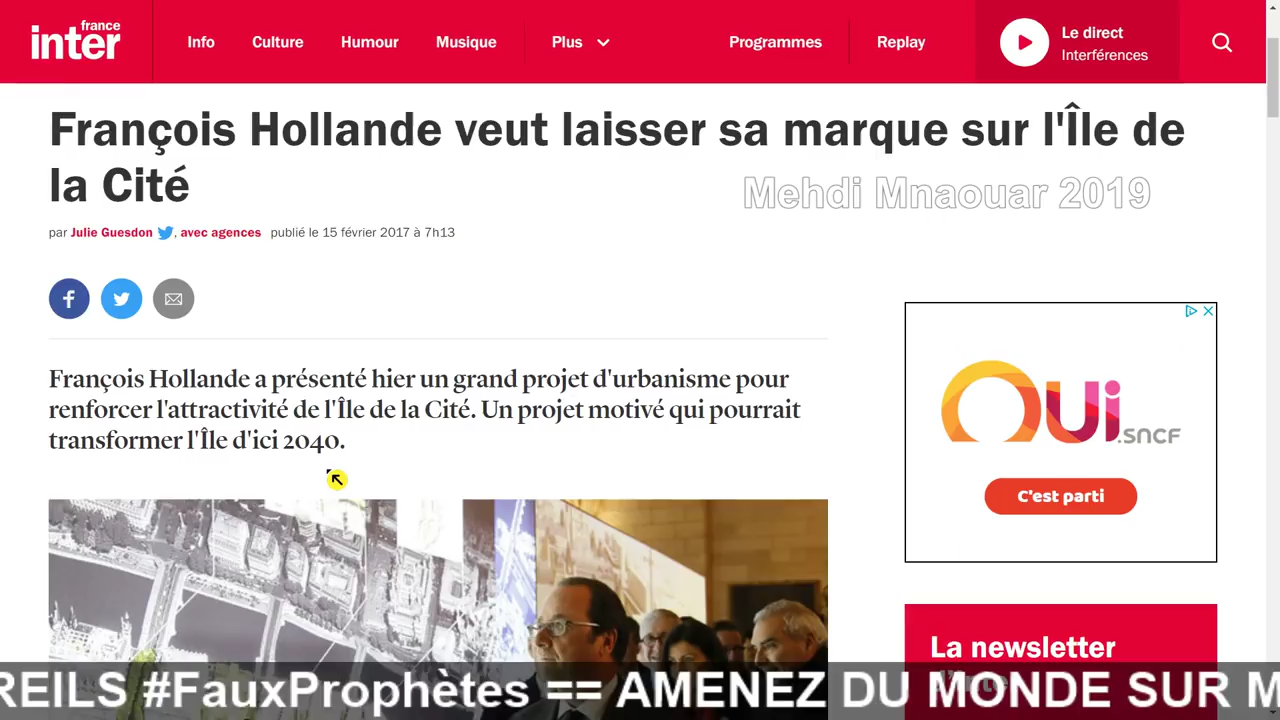 france
inter
Info
Culture
Humour
Musique
Plus
Programmes
Replay
Le direct
Interférences
François Hollande veut laisser sa marque sur l'Île de
la Cité
Mehdi Mnaouar 2019
par Julie Guesdon , avec agences publié le 15 février 2017 à 7h13
François Hollande a présenté hier un grand projet d'urbanisme pour
renforcer l'attractivité de l'Île de la Cité. Un projet motivé qui pourrait
transformer l'Île d'ici 2040.
OUi.sncf
C'est parti
La newsletter
REILS #FauxProphètes == AMENEZ DU MONDE SUR M